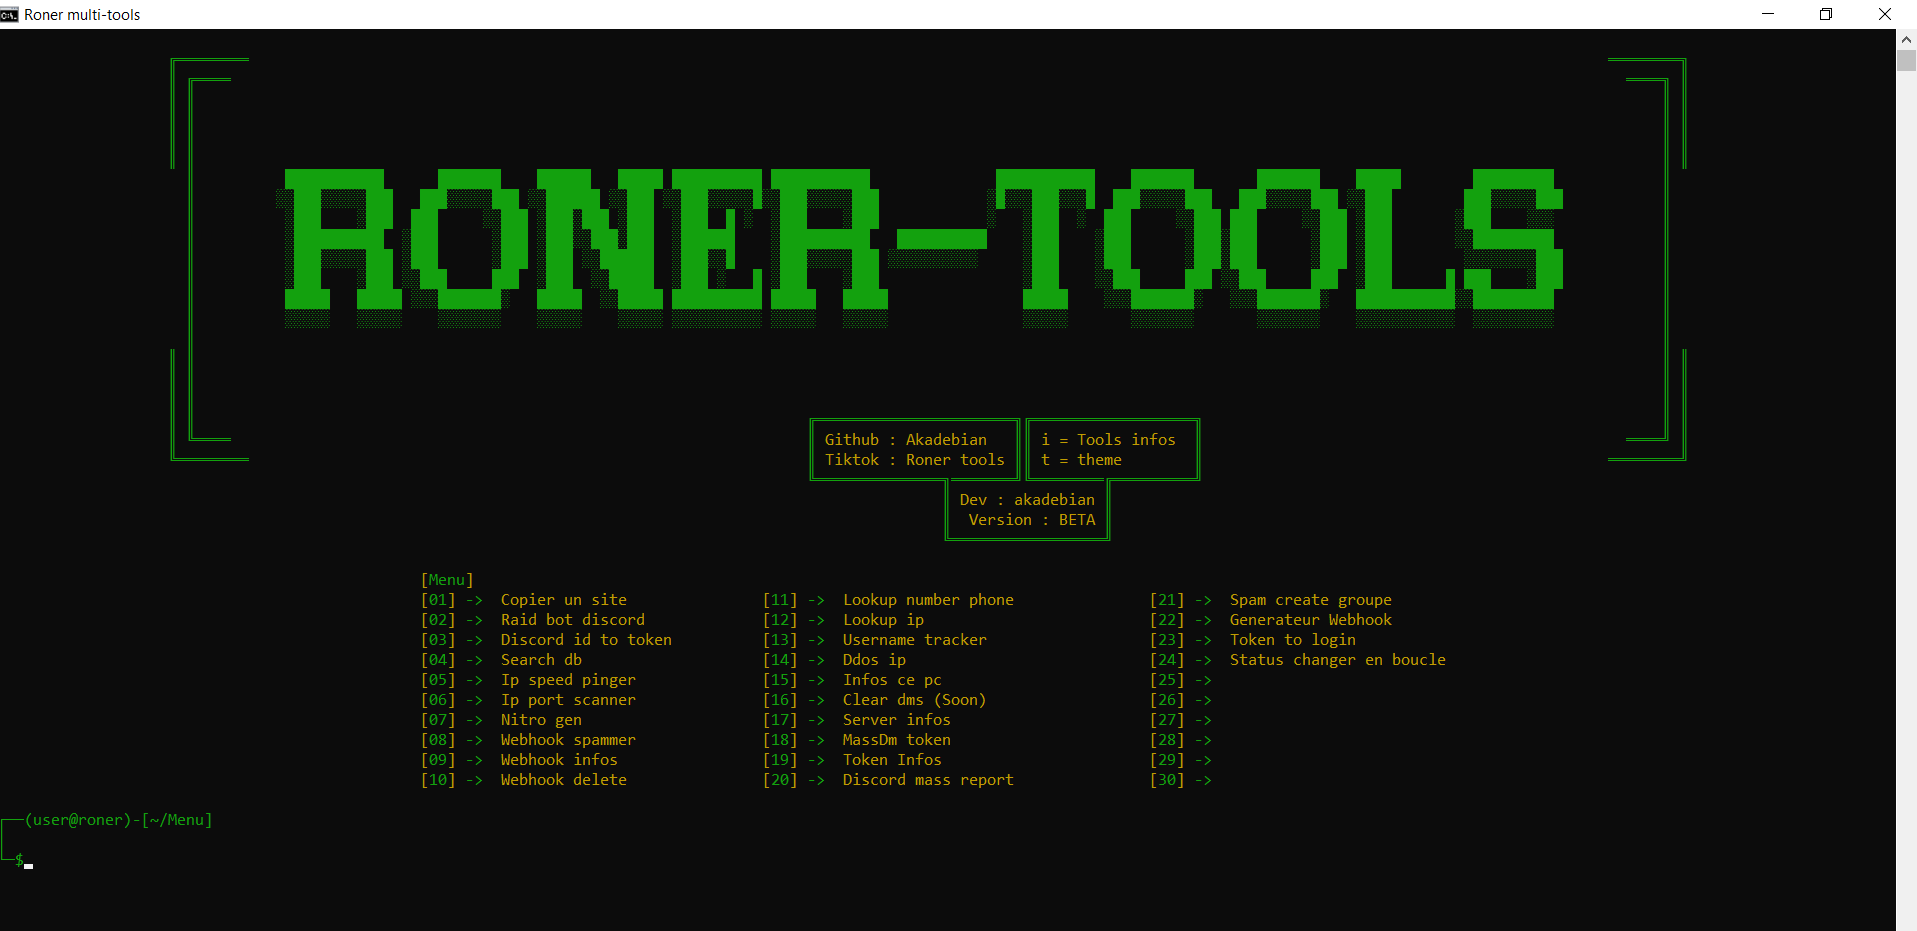 Roner multi-tools
RONER-TOOLS
Github : Akadebian
Tiktok : Roner tools
i = Tools infos
t = theme
Dev : akadebian
Version : BETA
[Menu]
[01] -> Copier un site
[02] -> Raid bot discord
[03] -> Discord id to token
[04] -> Search db
[05] -> Ip speed pinger
[06] -> Ip port scanner
[07] -> Nitro gen
[08] -> Webhook spammer
[09] -> Webhook infos
[10] -> Webhook delete
[11] -> Lookup number phone
[12] -> Lookup ip
[13] -> Username tracker
[14] -> Ddos ip
[15] -> Infos ce pc
[16] -> Clear dms (Soon)
[17] -> Server infos
[18] -> MassDm token
[19] -> Token Infos
[20] -> Discord mass report
[21] -> Spam create groupe
[22] -> Generateur Webhook
[23] -> Token to login
[24] -> Status changer en boucle
[25] ->
[26] ->
[27] ->
[28] ->
[29] ->
[30] ->
(user@roner)-[~/Menu]
$